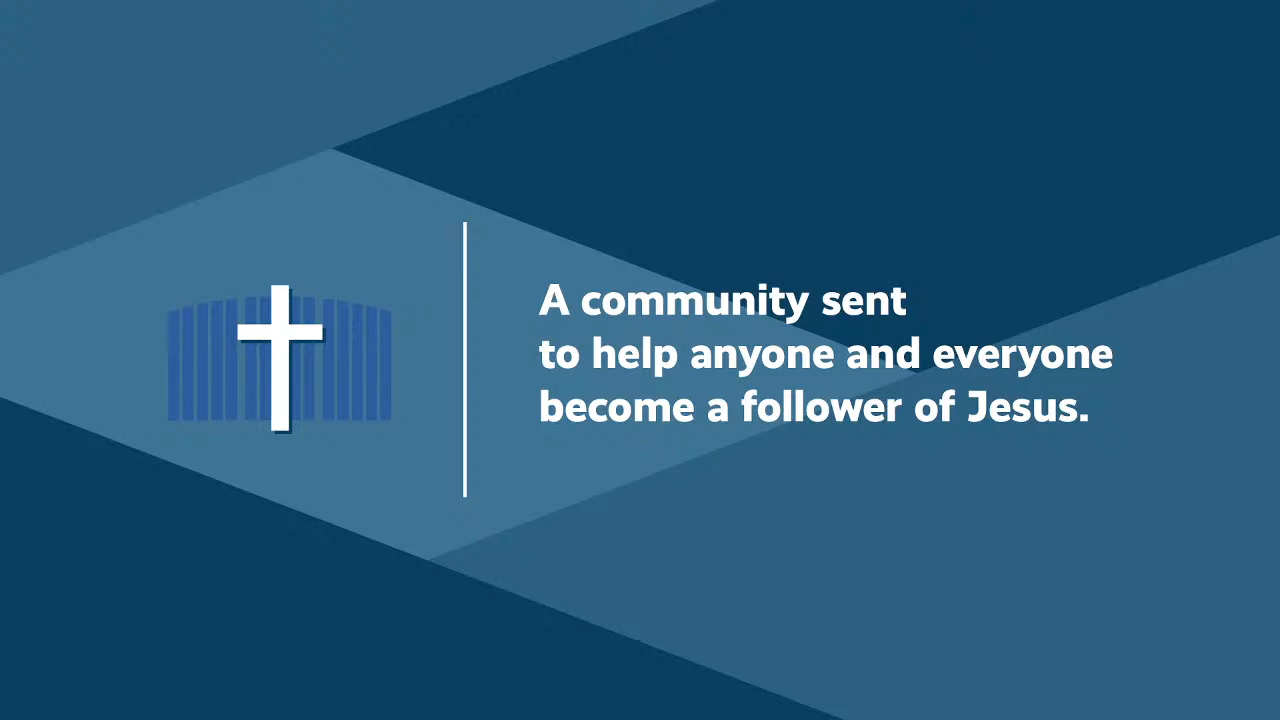 A community sent
to help anyone and everyone
become a follower of Jesus.